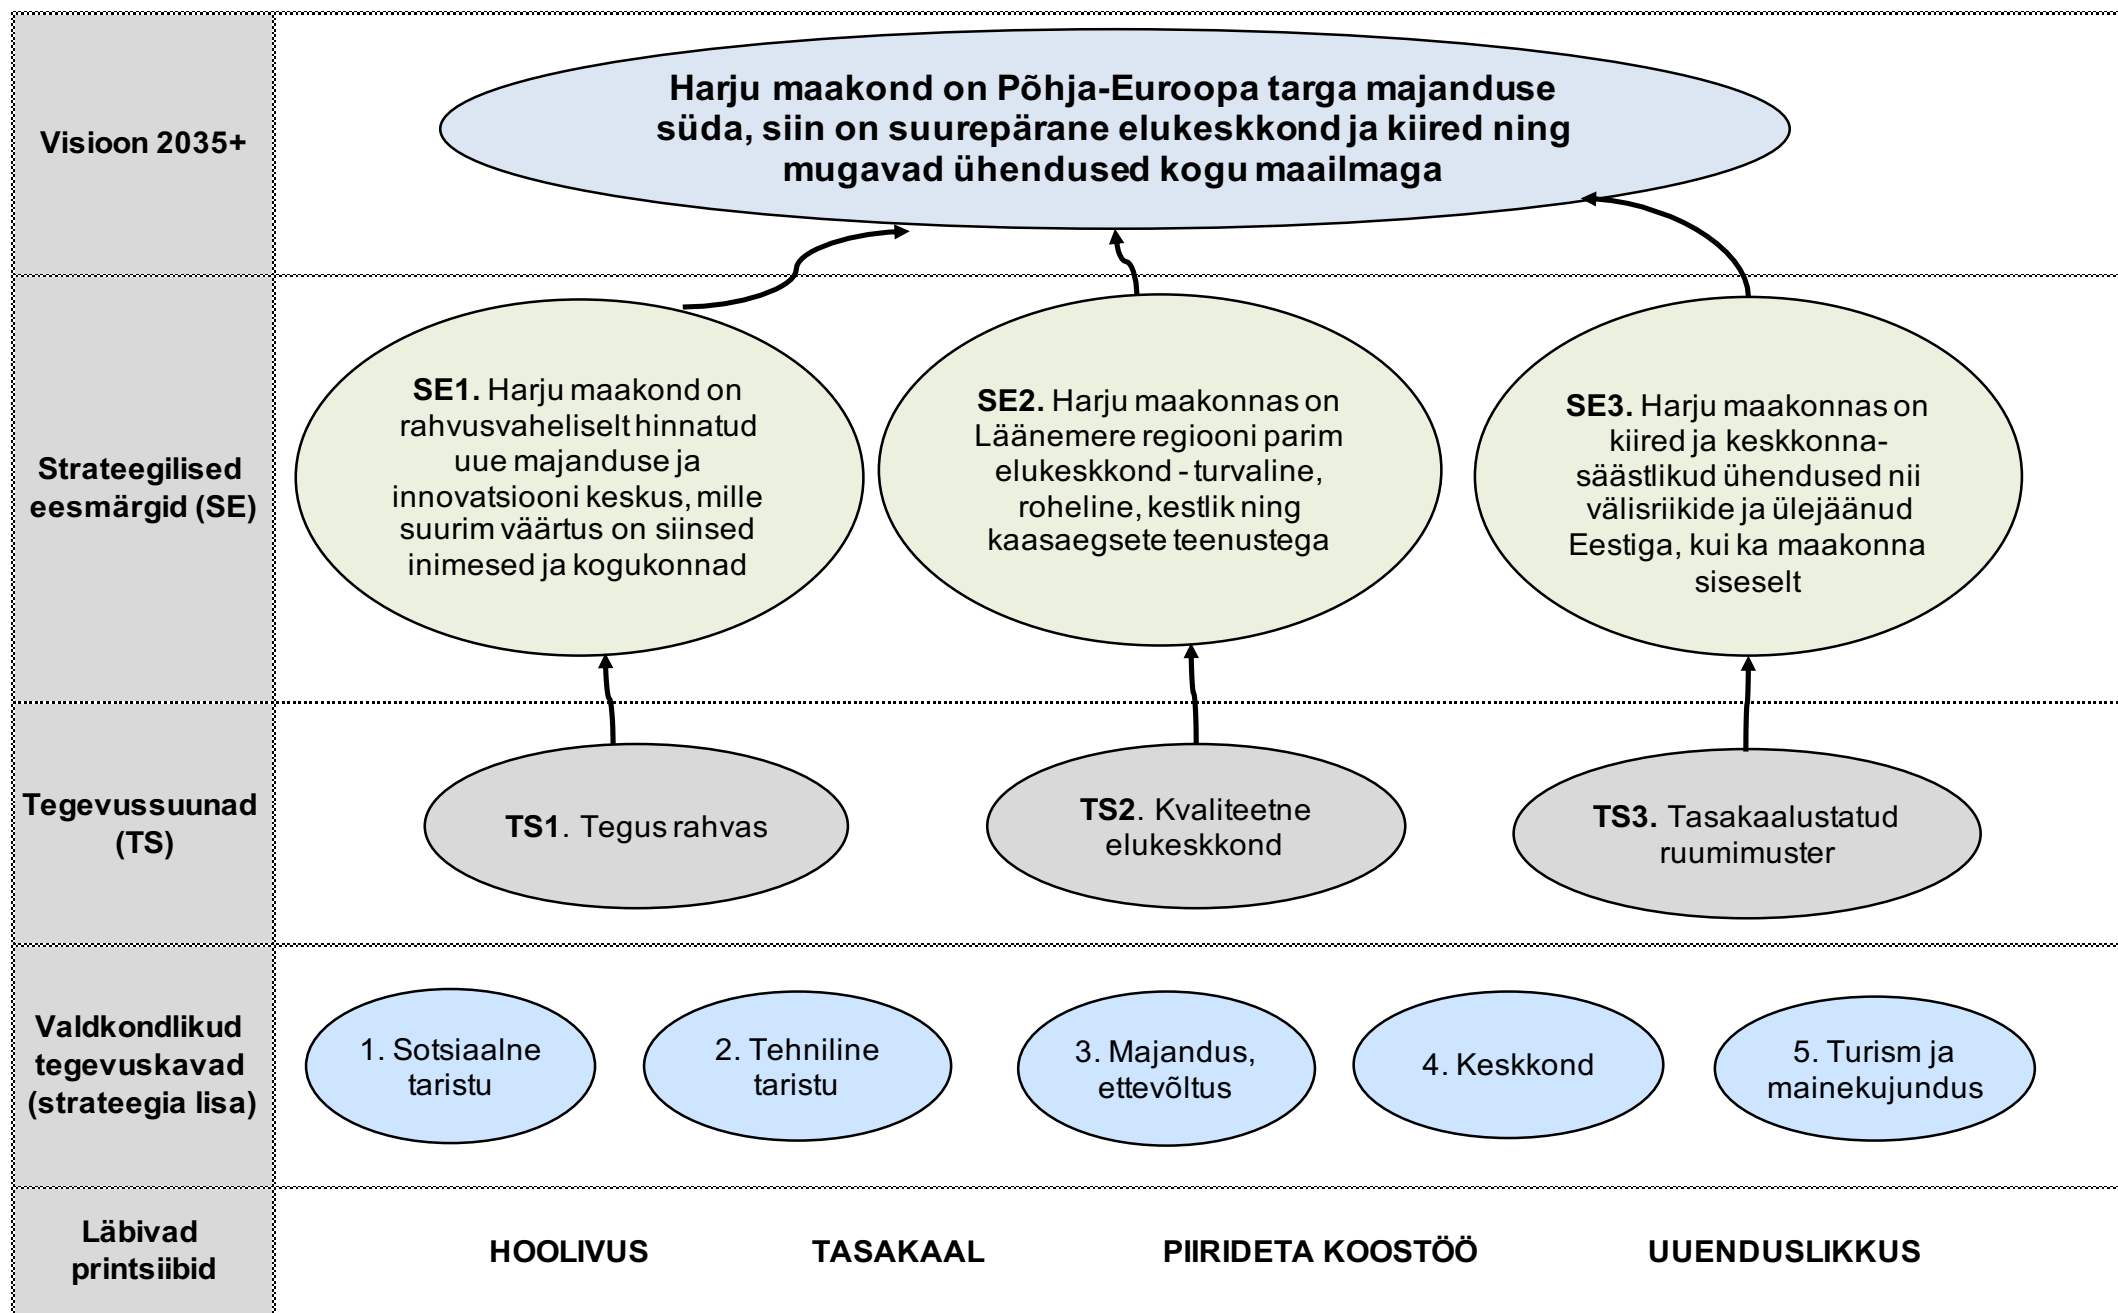 Visioon 2035+
Harju maakond on Põhja-Euroopa targa majanduse
süda, siin on suurepärane elukeskkond ja kiired ning
mugavad ühendused kogu maailmaga
Strateegilised
eesmärgid (SE)
SE1. Harju maakond on
rahvusvaheliselt hinnatud
uue majanduse ja
innovatsiooni keskus, mille
suurim väärtus on siinsed
inimesed ja kogukonnad
SE2. Harju maakonnas on
Läänemere regiooni parim
elukeskkond - turvaline,
roheline, kestlik ning
kaasaegsete teenustega
SE3. Harju maakonnas on
kiired ja keskkonna-
säästlikud ühendused nii
välisriikide ja ülejäänud
Eestiga, kui ka maakonna
siseselt
Tegevussuunad
(TS)
TS1. Tegus rahvas
TS2. Kvaliteetne
elukeskkond
TS3. Tasakaalustatud
ruumimuster
Valdkondlikud
tegevuskavad
(strateegia lisa)
1. Sotsiaalne
taristu
2. Tehniline
taristu
3. Majandus,
ettevõltus
4. Keskkond
5. Turism ja
mainekujundus
Läbivad
printsiibid
HOOLIVUS
TASAKAAL
PIIRIDETA KOOSTÖÖ
UUENDUSLIKKUS